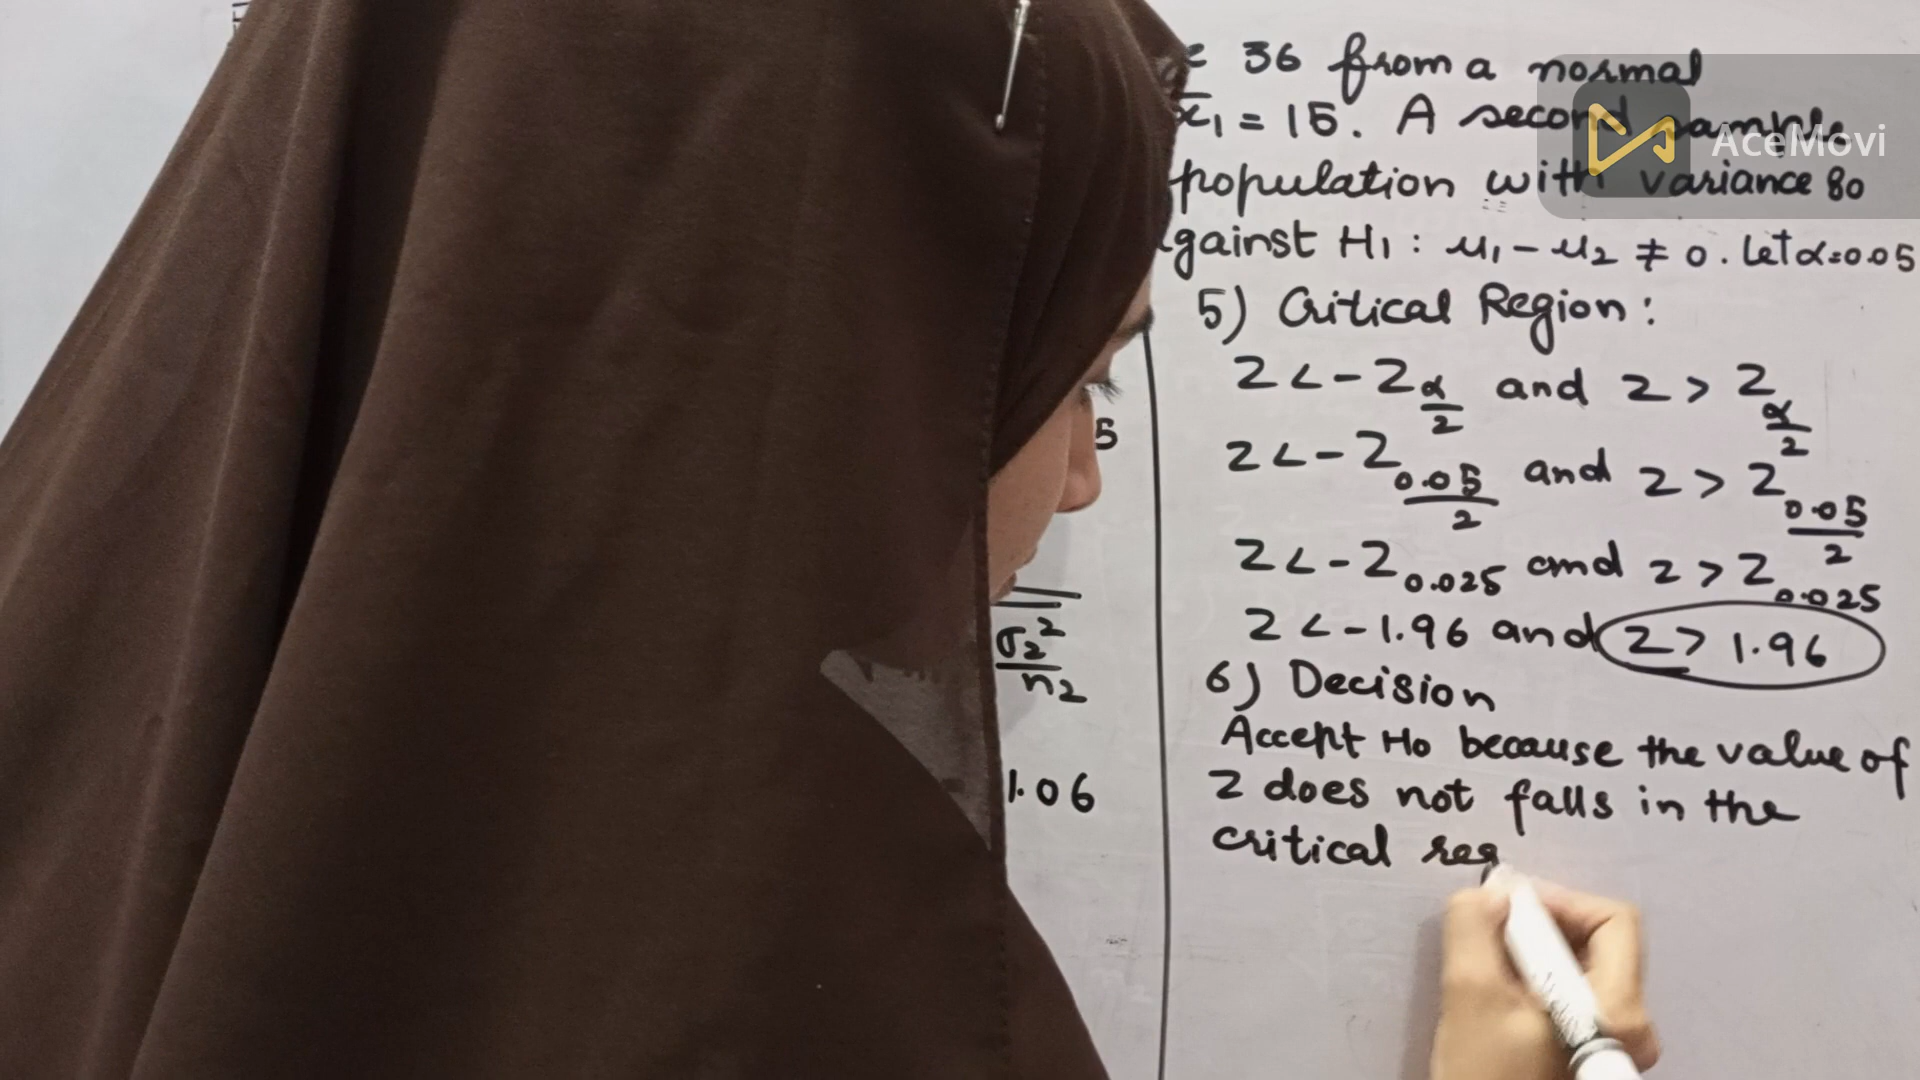 36 from a normal
x̄₁ = 15. A second sample
AceMovi
population with variance 80
against H₁ : μ₁ - μ₂ ≠ 0. Let α=0.05
5
σ₂²
n₂
1.06
5) Critical Region :
Z < - Z α/2 and Z > Z α/2
Z < - Z 0.05/2 and Z > Z 0.05/2
Z < - Z 0.025 and Z > Z 0.025
Z < - 1.96 and Z > 1.96
6) Decision
Accept H₀ because the value of
Z does not falls in the
critical reg